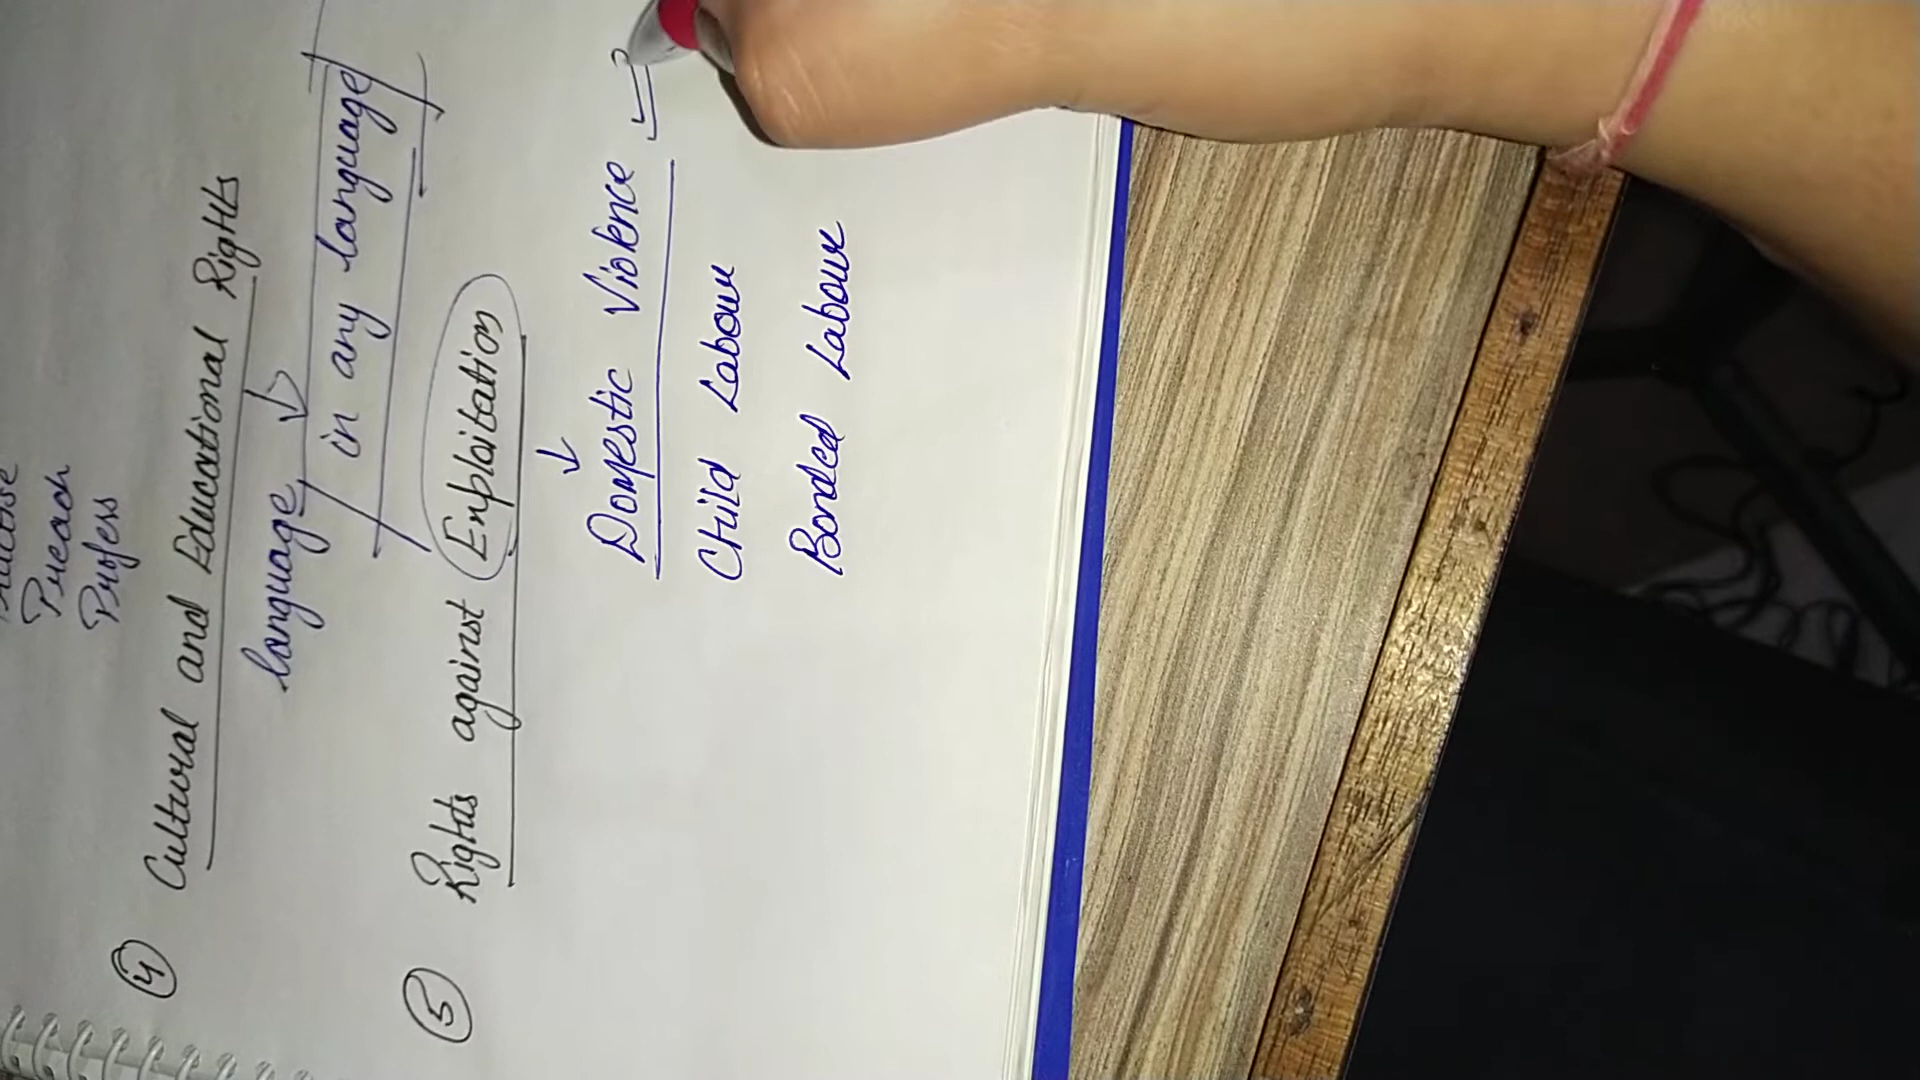 Preach
Profess
4 Cultural and Educational Rights
language
in any language
5 Rights against Enploitation
Domestic Violence
Child Labour
Bonded Labour